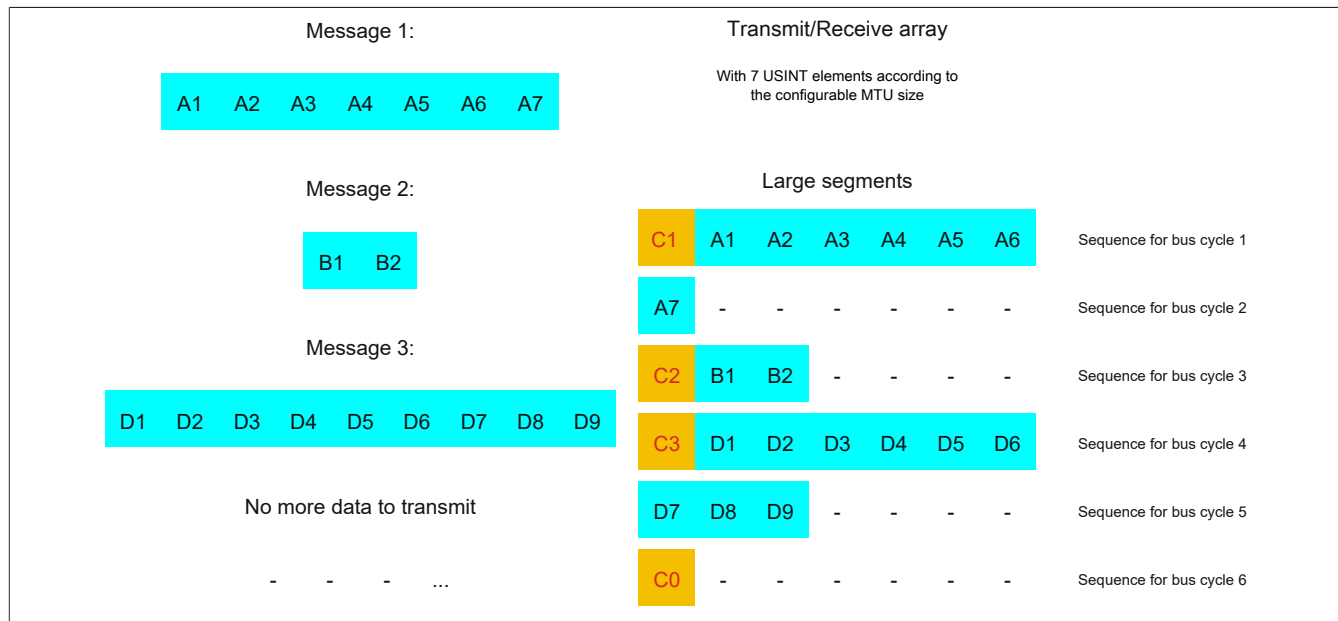 Message 1:
A1 A2 A3 A4 A5 A6 A7
Message 2:
B1 B2
Message 3:
D1 D2 D3 D4 D5 D6 D7 D8 D9
No more data to transmit
- - - ...
Transmit/Receive array
With 7 USINT elements according to
the configurable MTU size
Large segments
C1 A1 A2 A3 A4 A5 A6 Sequence for bus cycle 1
A7 - - - - - - Sequence for bus cycle 2
C2 B1 B2 - - - - Sequence for bus cycle 3
C3 D1 D2 D3 D4 D5 D6 Sequence for bus cycle 4
D7 D8 D9 - - - - Sequence for bus cycle 5
C0 - - - - - - Sequence for bus cycle 6